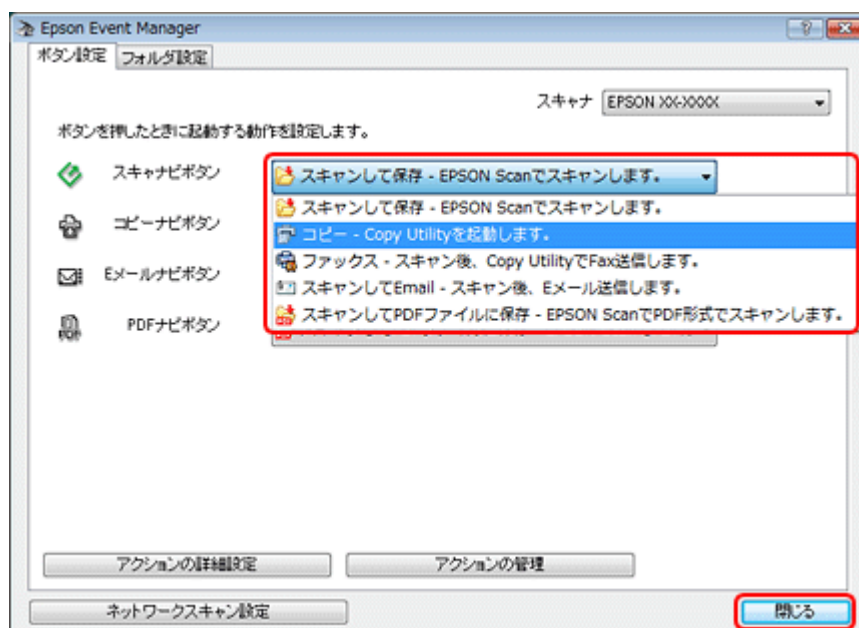 Epson Event Manager
ボタン設定 フォルダ設定
スキャナ EPSON XX-XXXX
ボタンを押したときに起動する動作を設定します。
スキャナビボタン スキャンして保存 - EPSON Scanでスキャンします。
スキャンして保存 - EPSON Scanでスキャンします。
コピーナビボタン コピー - Copy Utilityを起動します。
ファックス - スキャン後、Copy UtilityでFax送信します。
Eメールナビボタン スキャンしてEmail - スキャン後、Eメール送信します。
PDFナビボタン スキャンしてPDFファイルに保存 - EPSON ScanでPDF形式でスキャンします。
アクションの詳細設定 アクションの管理
ネットワークスキャン設定 閉じる